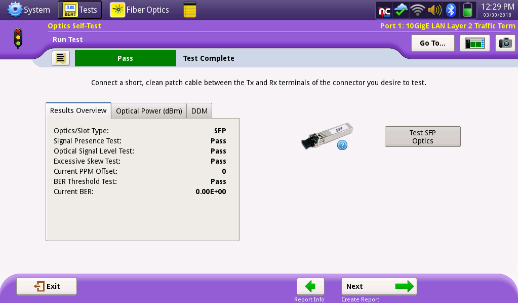 System
Tests
Fiber Optics
nc
12:29 PM
03/30/2018
Optics Self-Test
Port 1: 10GigE LAN Layer 2 Traffic Term
Run Test
Go To...
Pass
Test Complete
Connect a short, clean patch cable between the Tx and Rx terminals of the connector you desire to test.
Results Overview
Optical Power (dBm)
DDM
Optics/Slot Type: SFP
Signal Presence Test: Pass
Optical Signal Level Test: Pass
Excessive Skew Test: Pass
Current PPM Offset: 0
BER Threshold Test: Pass
Current BER: 0.00E+00
Test SFP
Optics
Exit
Next
Report Info
Create Report